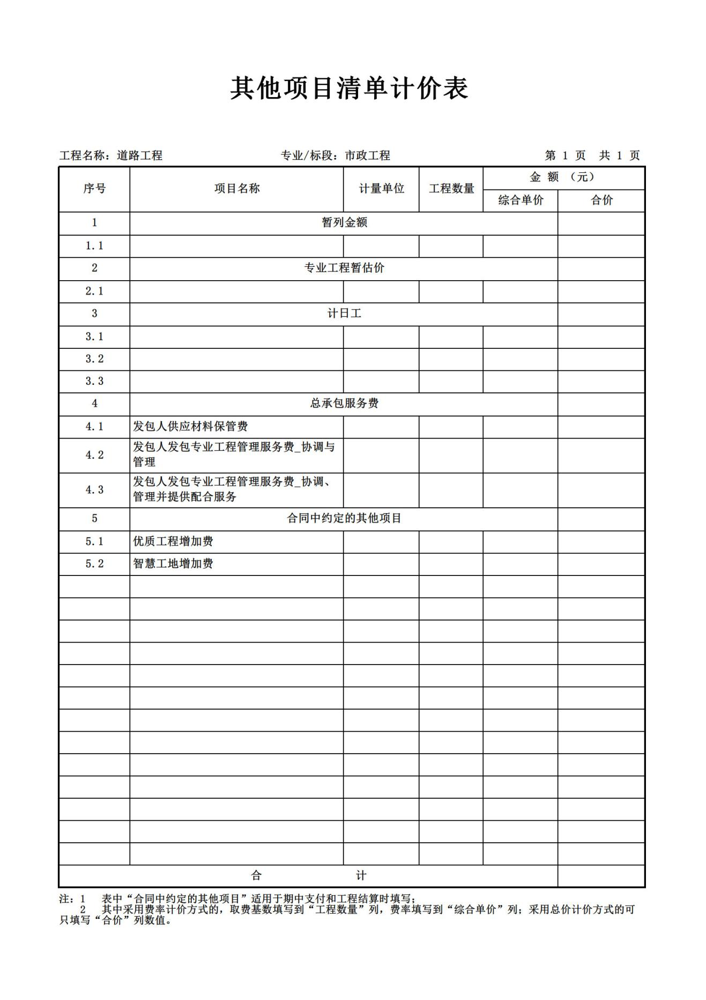 其他项目清单计价表
工程名称：道路工程 专业/标段：市政工程 第 1 页 共 1 页
序号 项目名称 计量单位 工程数量 金 额 （元）
综合单价 合价
1 暂列金额
1.1
2 专业工程暂估价
2.1
3 计日工
3.1
3.2
3.3
4 总承包服务费
4.1 发包人供应材料保管费
4.2 发包人发包专业工程管理服务费_协调与
管理
4.3 发包人发包专业工程管理服务费_协调、
管理并提供配合服务
5 合同中约定的其他项目
5.1 优质工程增加费
5.2 智慧工地增加费
合 计
注：1 表中“合同中约定的其他项目”适用于期中支付和工程结算时填写；
2 其中采用费率计价方式的，取费基数填写到“工程数量”列，费率填写到“综合单价”列；采用总价计价方式的可
只填写“合价”列数值。